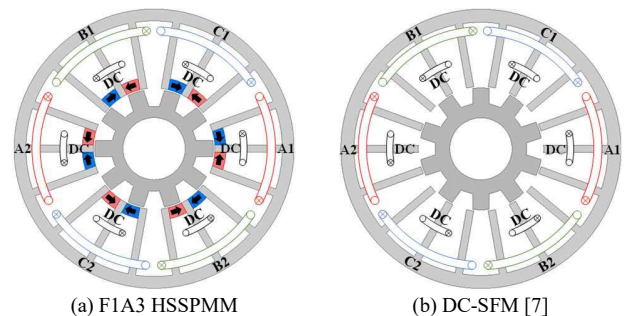 B1 C1
DC DC
A2 DC DC A1
DC DC
C2 B2
B1 C1
DC DC
A2 DC DC A1
DC DC
C2 B2
(a) F1A3 HSSPMM
(b) DC-SFM [7]